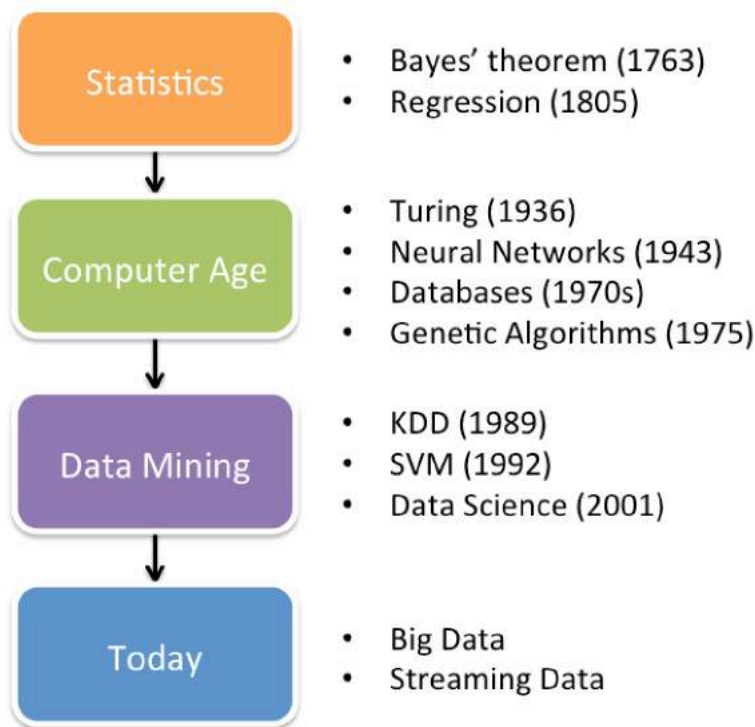 Statistics
• Bayes’ theorem (1763)
• Regression (1805)
Computer Age
• Turing (1936)
• Neural Networks (1943)
• Databases (1970s)
• Genetic Algorithms (1975)
Data Mining
• KDD (1989)
• SVM (1992)
• Data Science (2001)
Today
• Big Data
• Streaming Data